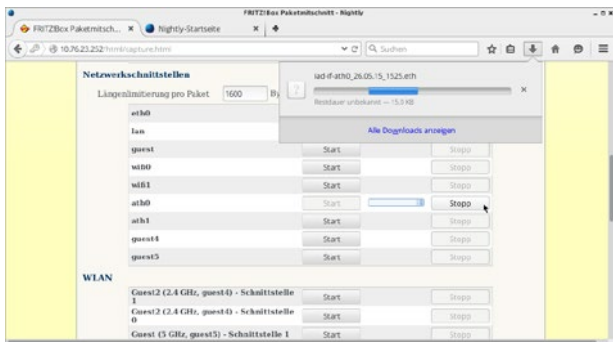 FRITZ!Box Paketmitschnitt - Nightly
FRITZ!Box Paketmitsch...
Nightly-Startseite
10.76.23.252/html/capture.html
Suchen
Netzwerkschnittstellen
iad-if-ath0_26.05.15_1525.eth
Längenlimitierung pro Paket 1600 By
Restdauer unbekannt — 15.0 KB
eth0
Alle Downloads anzeigen
lan
guest Start Stopp
wifi0 Start Stopp
wifi1 Start Stopp
ath0 Start Stopp
ath1 Start Stopp
guest4 Start Stopp
guest5 Start Stopp
WLAN
Guest2 (2.4 GHz, guest4) - Schnittstelle
1 Start Stopp
Guest2 (2.4 GHz, guest4) - Schnittstelle
0 Start Stopp
Guest (5 GHz, guest5) - Schnittstelle 1 Start Stopp